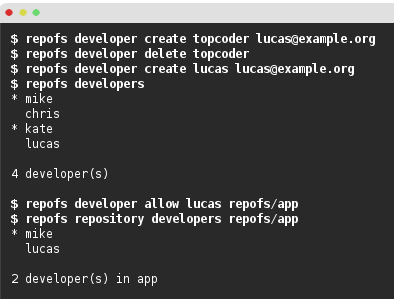 $ repofs developer create topcoder lucas@example.org
$ repofs developer delete topcoder
$ repofs developer create lucas lucas@example.org
$ repofs developers
* mike
  chris
* kate
  lucas
4 developer(s)
$ repofs developer allow lucas repofs/app
$ repofs repository developers repofs/app
* mike
  lucas
2 developer(s) in app